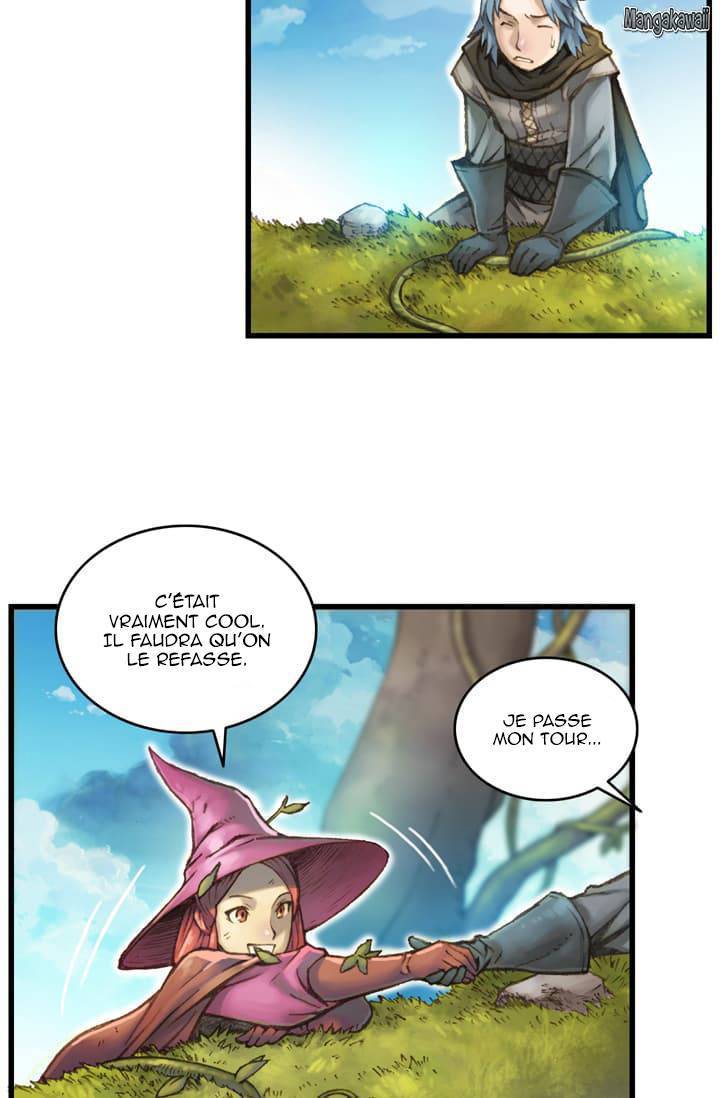 Mangakawaii
C'ÉTAIT
VRAIMENT COOL.
IL FAUDRA QU'ON
LE REFASSE.
JE PASSE
MON TOUR...